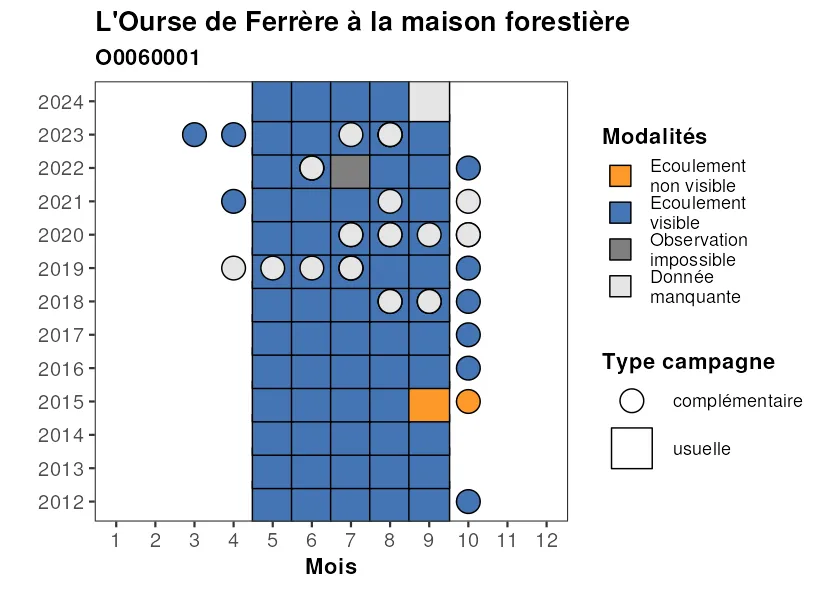 L'Ourse de Ferrère à la maison forestière
O0060001
2024
2023
2022
2021
2020
2019
2018
2017
2016
2015
2014
2013
2012
1 2 3 4 5 6 7 8 9 10 11 12
Mois
Modalités
Ecoulement
non visible
Ecoulement
visible
Observation
impossible
Donnée
manquante
Type campagne
complémentaire
usuelle